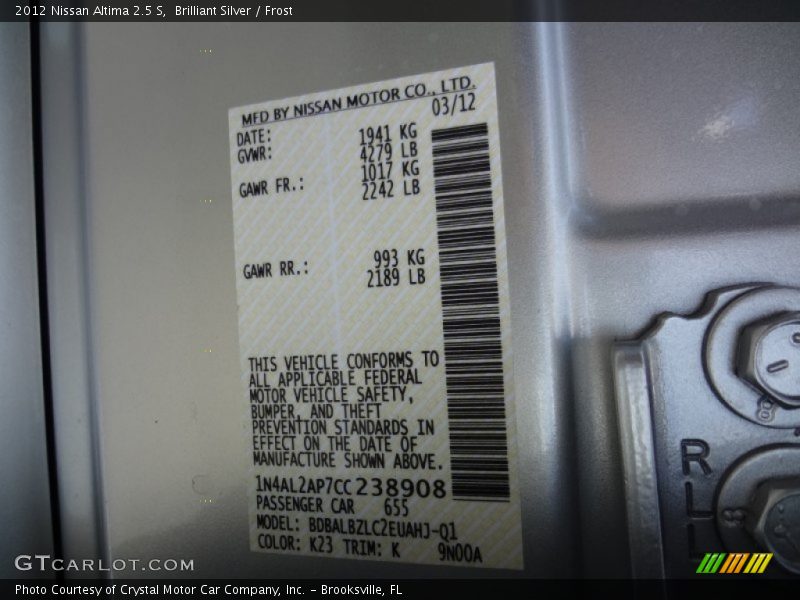 2012 Nissan Altima 2.5 S,  Brilliant Silver / Frost
MFD BY NISSAN MOTOR CO., LTD.
DATE: 03/12
GVWR: 1941 KG
4279 LB
GAWR FR.: 1017 KG
2242 LB
GAWR RR.: 993 KG
2189 LB
THIS VEHICLE CONFORMS TO
ALL APPLICABLE FEDERAL
MOTOR VEHICLE SAFETY,
BUMPER, AND THEFT
PREVENTION STANDARDS IN
EFFECT ON THE DATE OF
MANUFACTURE SHOWN ABOVE.
1N4AL2AP7CC238908
PASSENGER CAR 655
MODEL: BDBALBZLC2EUAHJ-Q1
COLOR: K23 TRIM: K 9N00A
8
8
R
L
L
GTCARLOT.COM
Photo Courtesy of Crystal Motor Car Company, Inc. – Brooksville, FL